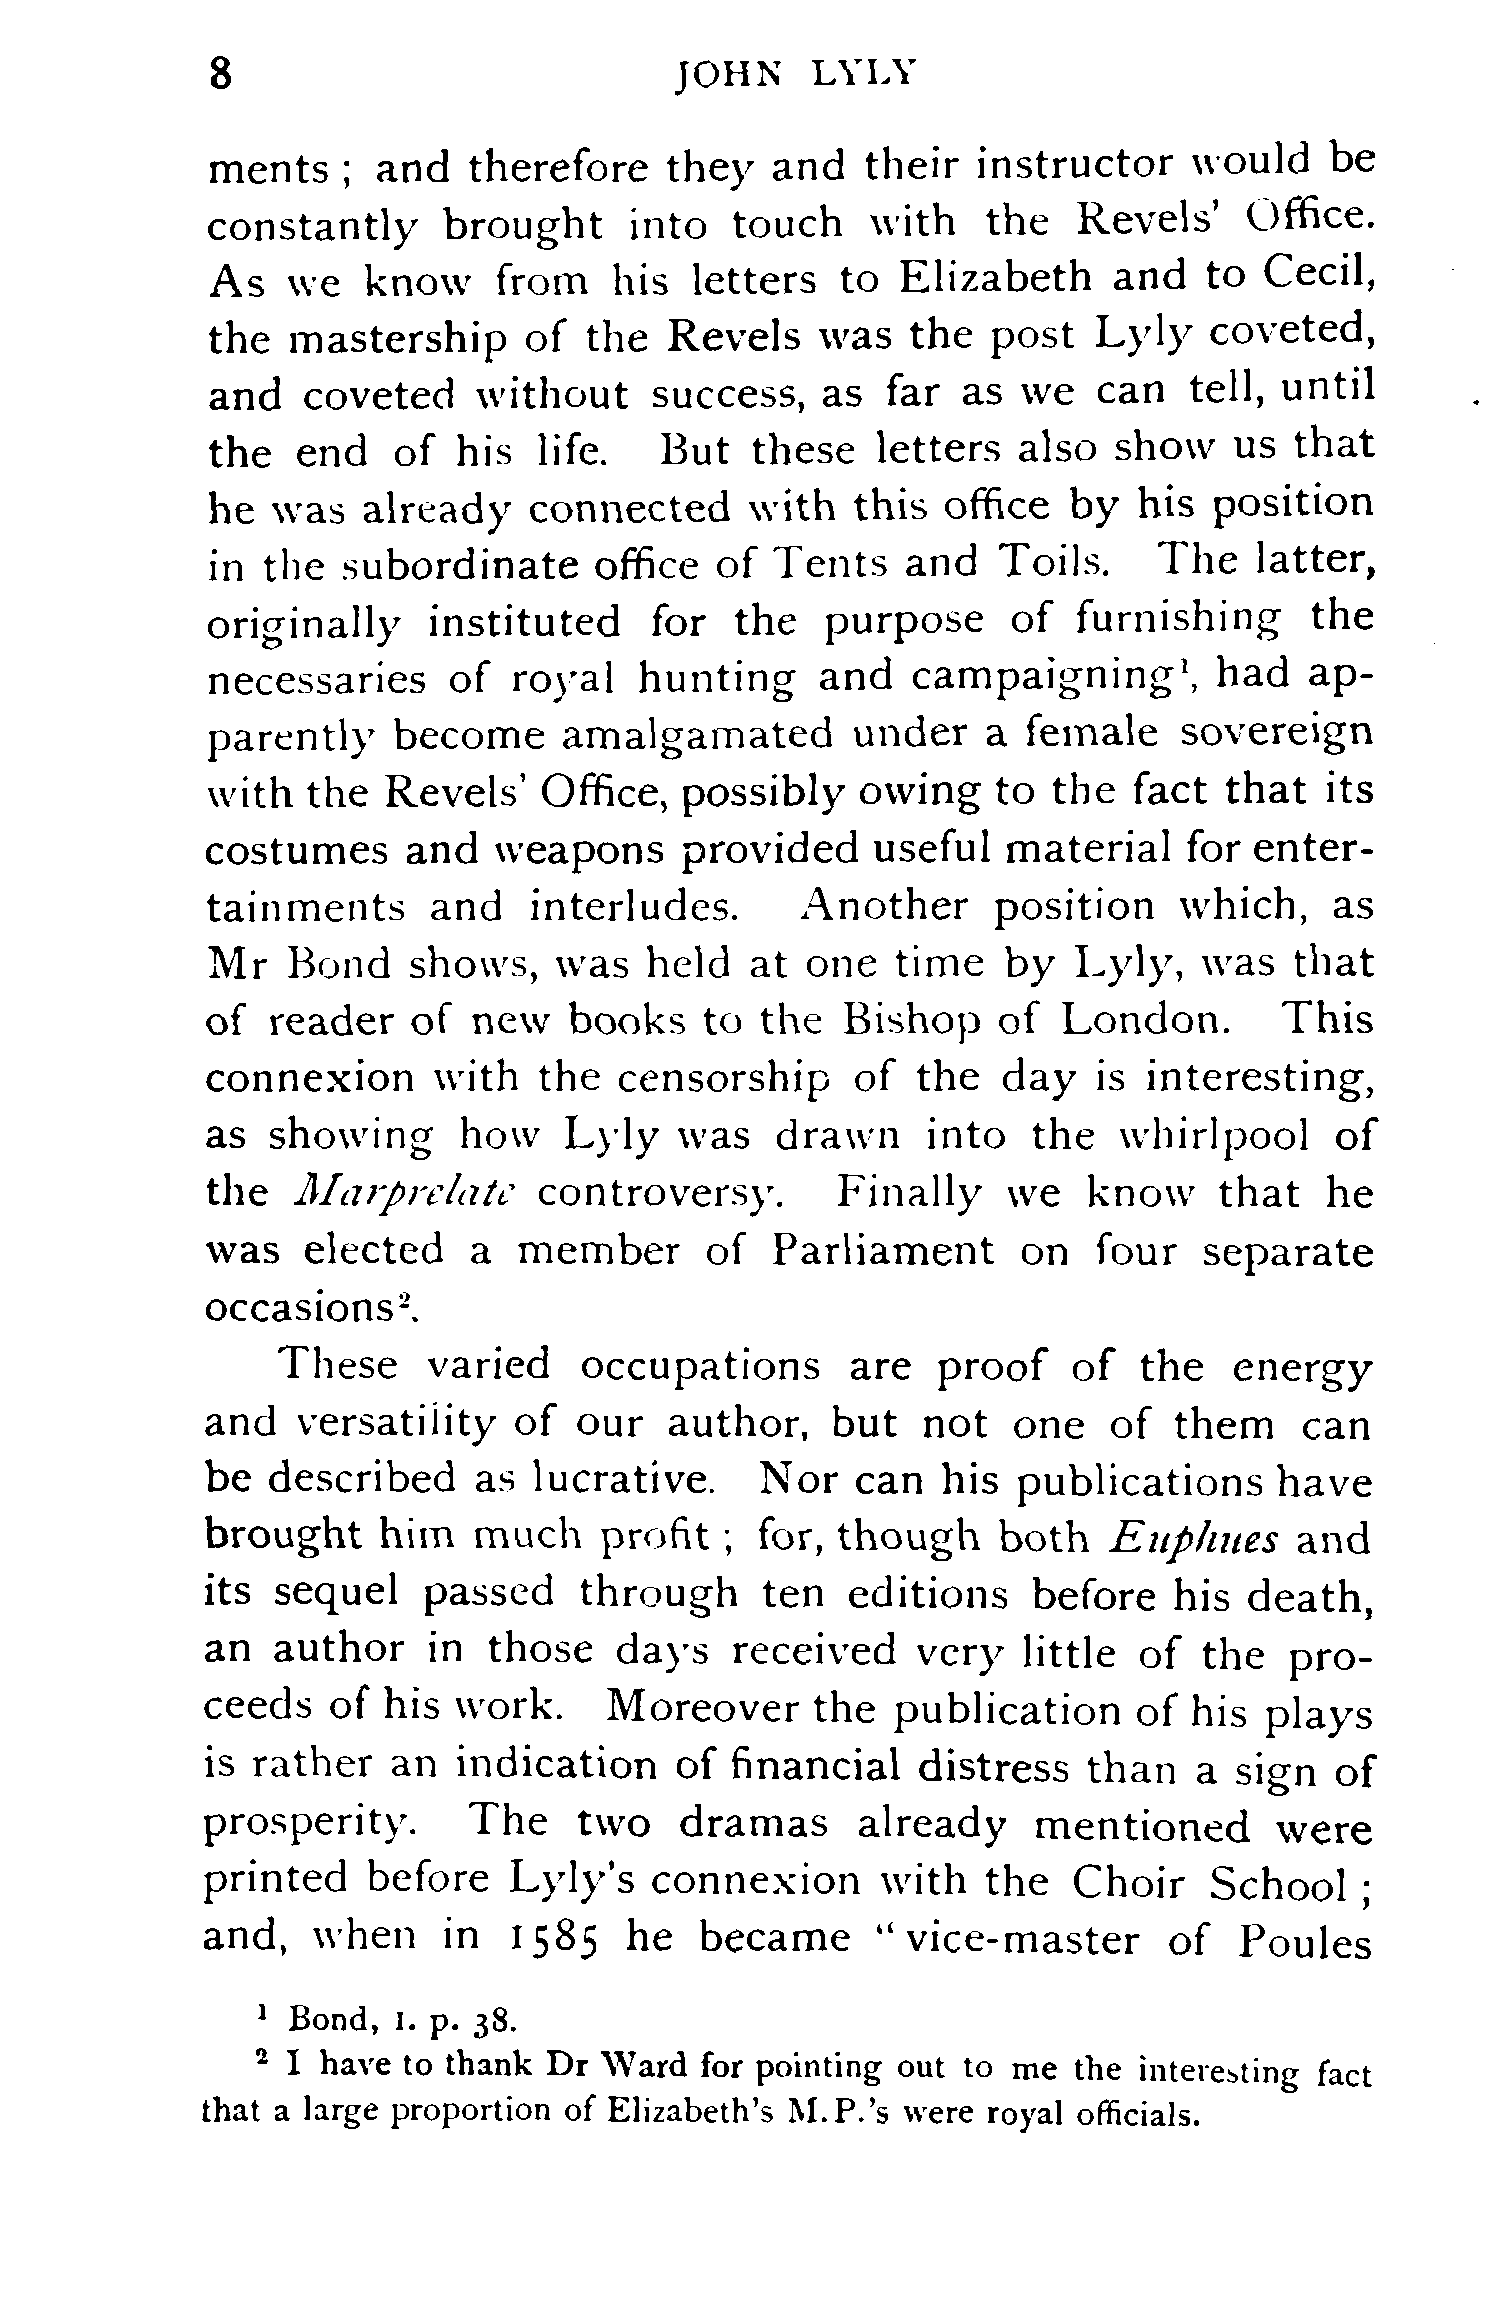 8 JOHN LYLY
ments ; and therefore they and their instructor would be
constantly brought into touch with the Revels' Office.
As we know from his letters to Elizabeth and to Cecil,
the mastership of the Revels was the post Lyly coveted,
and coveted without success, as far as we can tell, until
the end of his life. But these letters also show us that
he was already connected with this office by his position
in the subordinate office of Tents and Toils. The latter,
originally instituted for the purpose of furnishing the
necessaries of royal hunting and campaigning¹, had ap-
parently become amalgamated under a female sovereign
with the Revels' Office, possibly owing to the fact that its
costumes and weapons provided useful material for enter-
tainments and interludes. Another position which, as
Mr Bond shows, was held at one time by Lyly, was that
of reader of new books to the Bishop of London. This
connexion with the censorship of the day is interesting,
as showing how Lyly was drawn into the whirlpool of
the Marprelate controversy. Finally we know that he
was elected a member of Parliament on four separate
occasions².
These varied occupations are proof of the energy
and versatility of our author, but not one of them can
be described as lucrative. Nor can his publications have
brought him much profit ; for, though both Euphues and
its sequel passed through ten editions before his death,
an author in those days received very little of the pro-
ceeds of his work. Moreover the publication of his plays
is rather an indication of financial distress than a sign of
prosperity. The two dramas already mentioned were
printed before Lyly's connexion with the Choir School ;
and, when in 1585 he became "vice-master of Poules
¹ Bond, I. p. 38.
² I have to thank Dr Ward for pointing out to me the interesting fact
that a large proportion of Elizabeth's M.P.'s were royal officials.